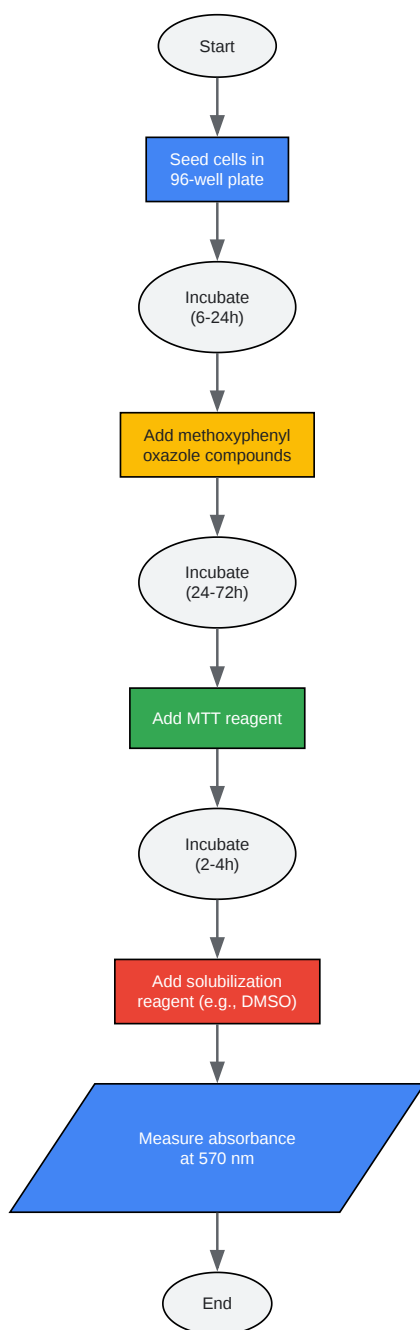 Start
Seed cells in
96-well plate
Incubate
(6-24h)
Add methoxyphenyl
oxazole compounds
Incubate
(24-72h)
Add MTT reagent
Incubate
(2-4h)
Add solubilization
reagent (e.g., DMSO)
Measure absorbance
at 570 nm
End